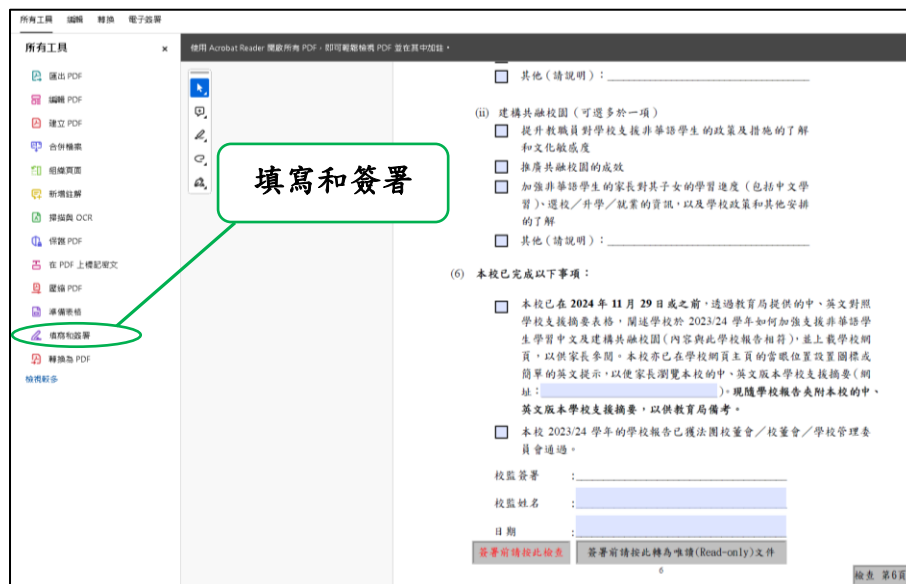 所有工具 編輯 轉換 電子簽署
所有工具 ×
使用 Acrobat Reader 開啟所有 PDF，即可輕鬆檢視 PDF 並在其中加註。
匯出 PDF
編輯 PDF
建立 PDF
合併檔案
組織頁面
新增註解
掃描與 OCR
保護 PDF
在 PDF 上標記密文
壓縮 PDF
準備表格
填寫和簽署
轉換為 PDF
檢視較多
填寫和簽署
其他（請說明）：
(ii) 建構共融校園（可選多於一項）
提升教職員對學校支援非華語學生的政策及措施的了解
和文化敏感度
推廣共融校園的成效
加強非華語學生的家長對其子女的學習進度（包括中文學
習）、選校／升學／就業的資訊，以及學校政策和其他安排
的了解
其他（請說明）：
(6) 本校已完成以下事項：
本校已在 2024 年 11 月 29 日或之前，透過教育局提供的中、英文對照
學校支援摘要表格，闡述學校於 2023/24 學年如何加強支援非華語學
生學習中文及建構共融校園（內容與此學校報告相符），並上載學校網
頁，以供家長參閱。本校亦已在學校網頁主頁的當眼位置設置圖標或
簡單的英文提示，以便家長瀏覽本校的中、英文版本學校支援摘要（網
址： ）。現隨學校報告夾附本校的中、
英文版本學校支援摘要，以供教育局備考。
本校 2023/24 學年的學校報告已獲法團校董會／校董會／學校管理委
員會通過。
校監簽署 :
校監姓名 :
日期 :
簽署前請按此檢查 簽署前請按此轉為唯讀(Read-only)文件
6
檢查 第6頁